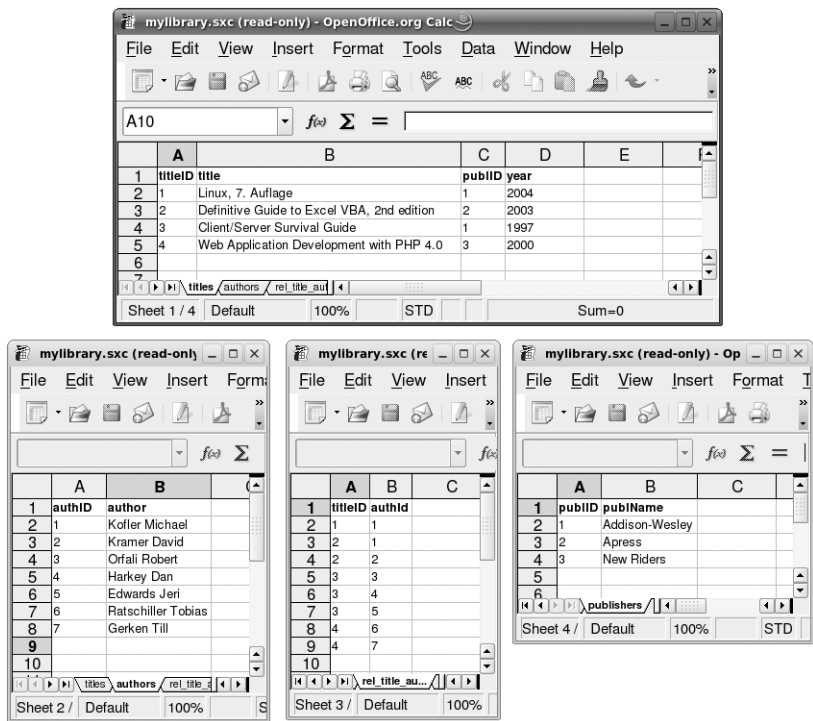 mylibrary.sxc (read-only) - OpenOffice.org Calc
File Edit View Insert Format Tools Data Window Help
ABC ABC »
A10 f(x) Σ =
A B C D E
1 titleID title publID year
2 1 Linux, 7. Auflage 1 2004
3 2 Definitive Guide to Excel VBA, 2nd edition 2 2003
4 3 Client/Server Survival Guide 1 1997
5 4 Web Application Development with PHP 4.0 3 2000
6
7
titles authors rel_title_aut
Sheet 1 / 4 Default 100% STD Sum=0
mylibrary.sxc (read-only
File Edit View Insert Forma
»
f(x) Σ
A B C
1 authID author
2 1 Kofler Michael
3 2 Kramer David
4 3 Orfali Robert
5 4 Harkey Dan
6 5 Edwards Jeri
7 6 Ratschiller Tobias
8 7 Gerken Till
9
10
titles authors rel_title_a
Sheet 2 / Default 100% S
mylibrary.sxc (re
File Edit View Insert
»
f(x)
A B C
1 titleID authId
2 1 1
3 2 1
4 2 2
5 3 3
6 3 4
7 3 5
8 4 6
9 4 7
10
rel_title_au...
Sheet 3 / Default 100%
mylibrary.sxc (read-only) - Op
File Edit View Insert Format T
»
f(x) Σ =
A B C
1 publID publName
2 1 Addison-Wesley
3 2 Apress
4 3 New Riders
5
6
publishers
Sheet 4 / Default 100% STD